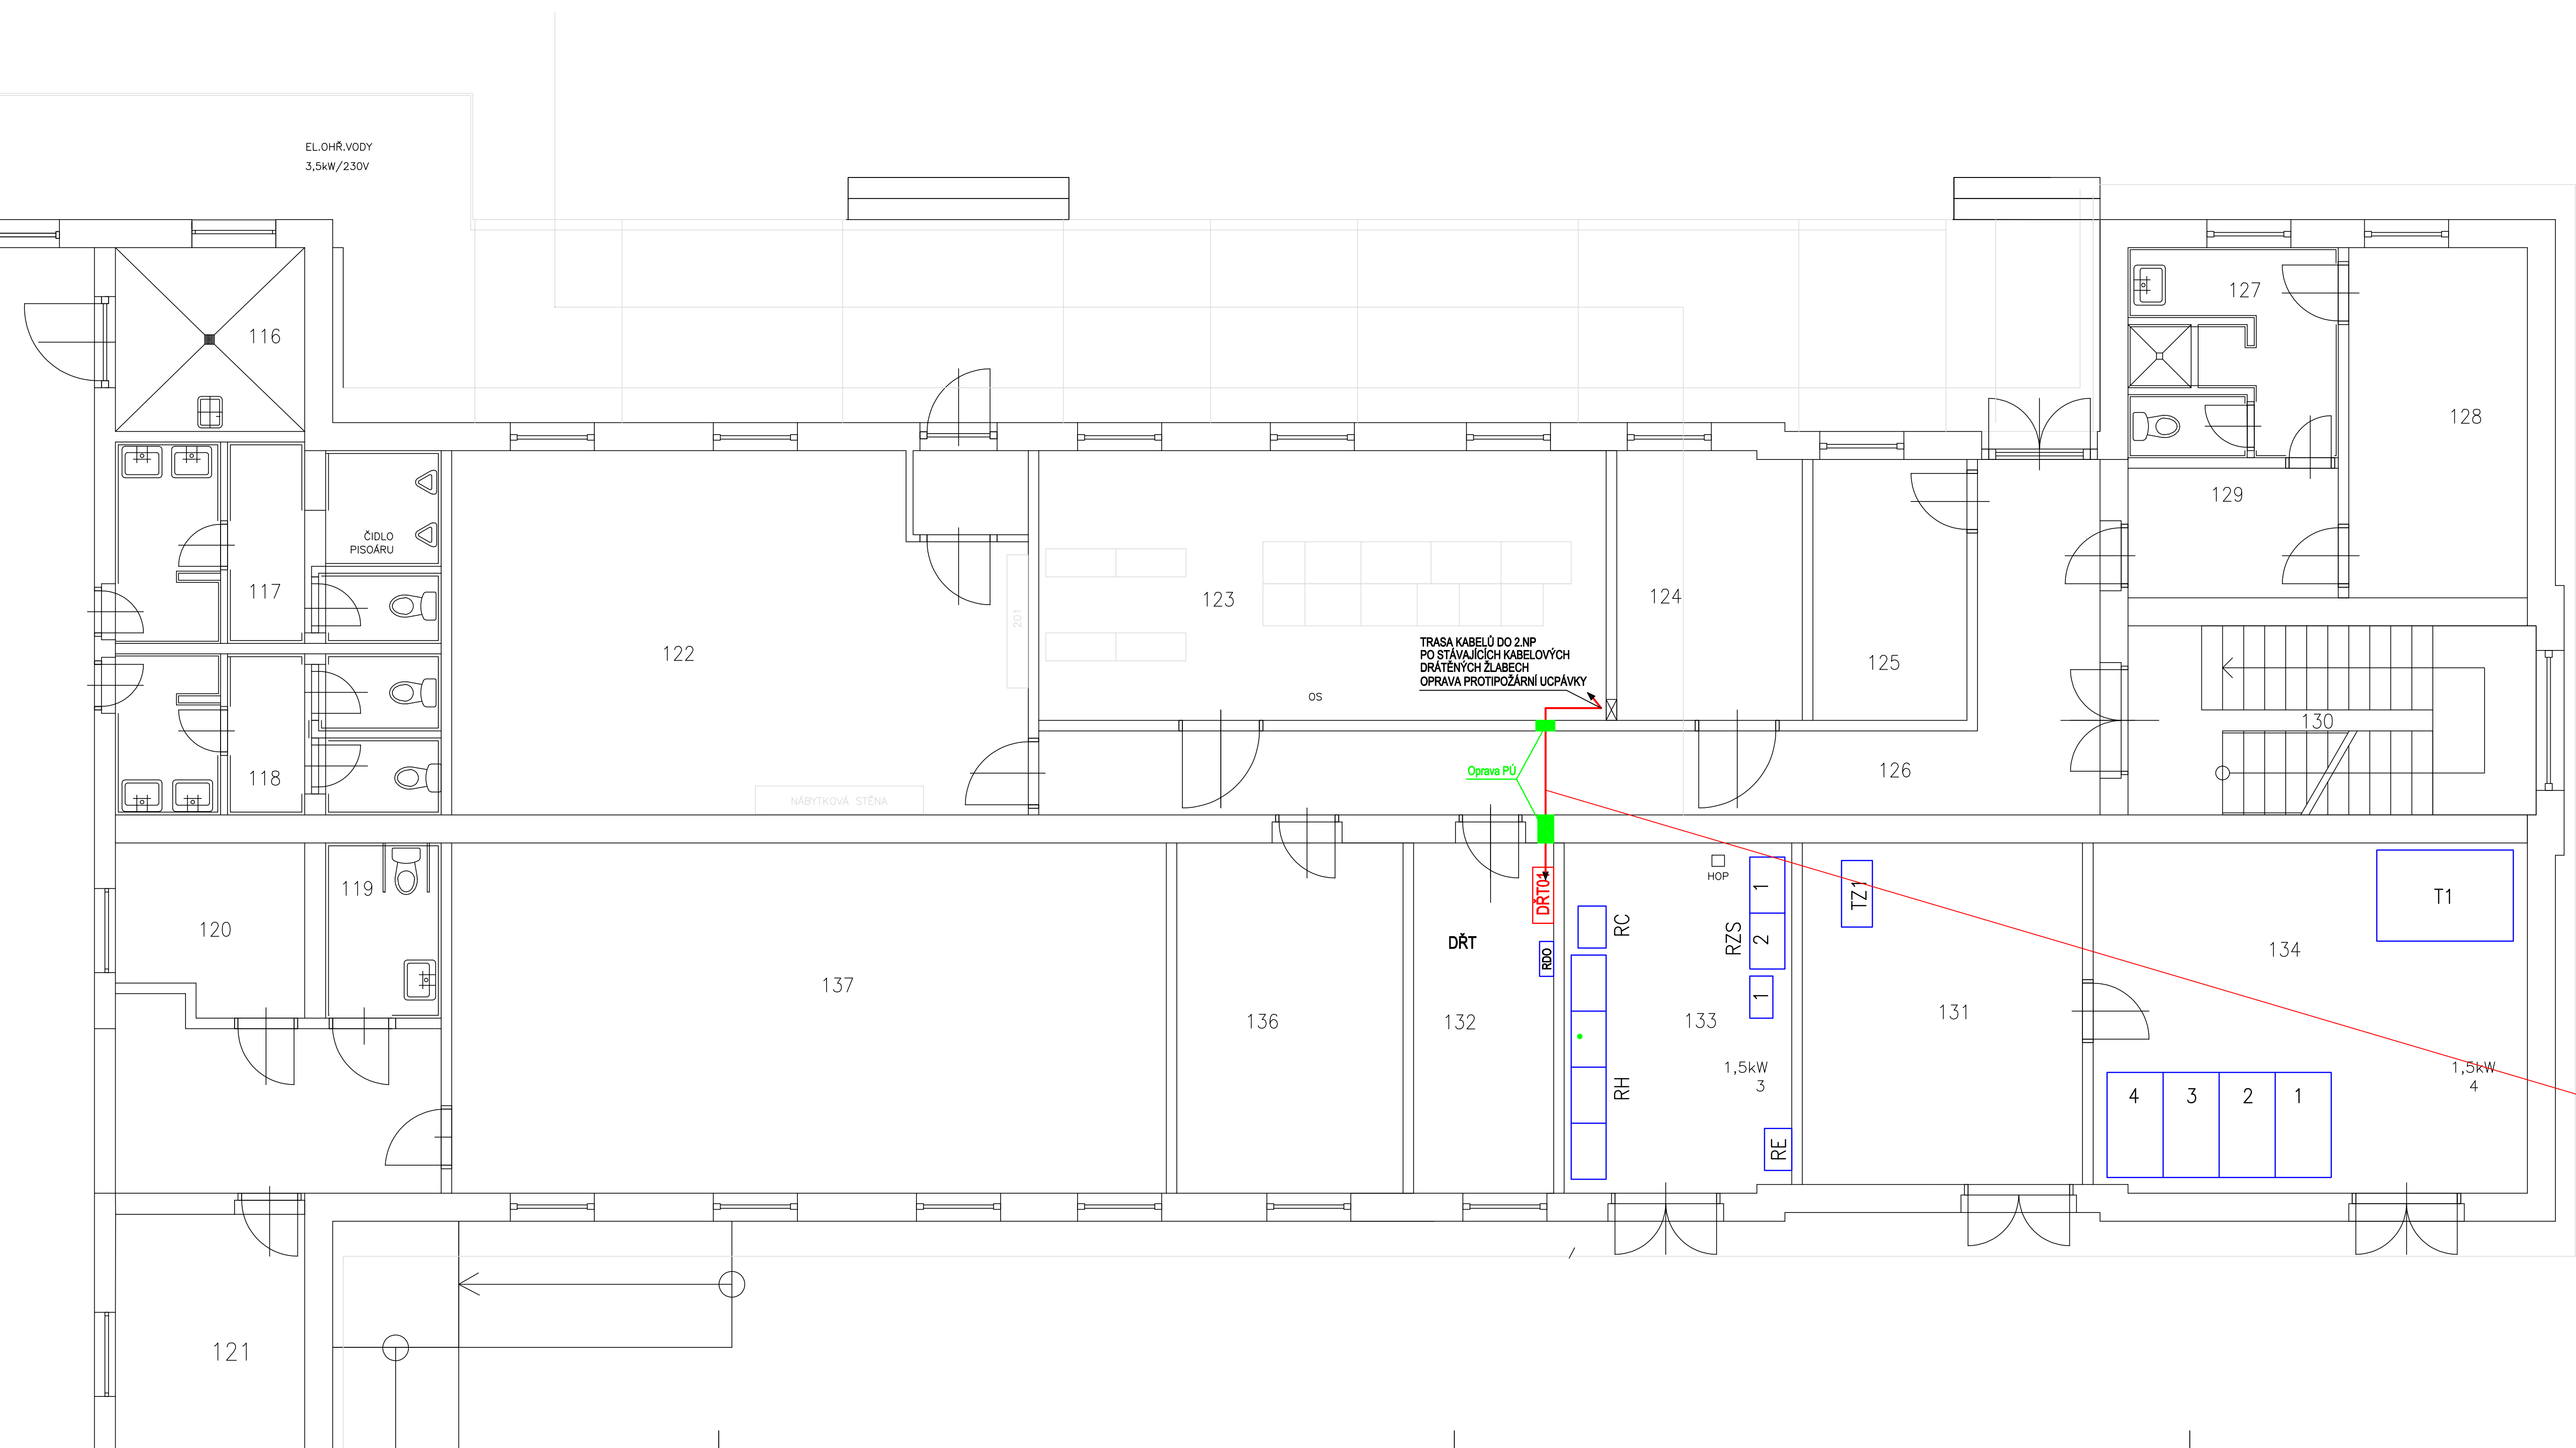 EL.OHŘ.VODY
3,5kW/230V
116
127
128
129
ČIDLO
PISOÁRU
117
123
124
201
122
TRASA KABELŮ DO 2.NP
PO STÁVAJÍCÍCH KABELOVÝCH
DRÁTĚNÝCH ŽLABECH
OPRAVA PROTIPOŽÁRNÍ UCPÁVKY
125
OS
130
118
Oprava PÚ
126
NÁBYTKOVÁ STĚNA
119
HOP
1
TZ1
T1
DŘT01
120
RC
RZS
2
DŘT
134
RDO
137
1
136
132
133
131
1,5kW
3
1,5kW
4
RH
4
3
2
1
RE
121